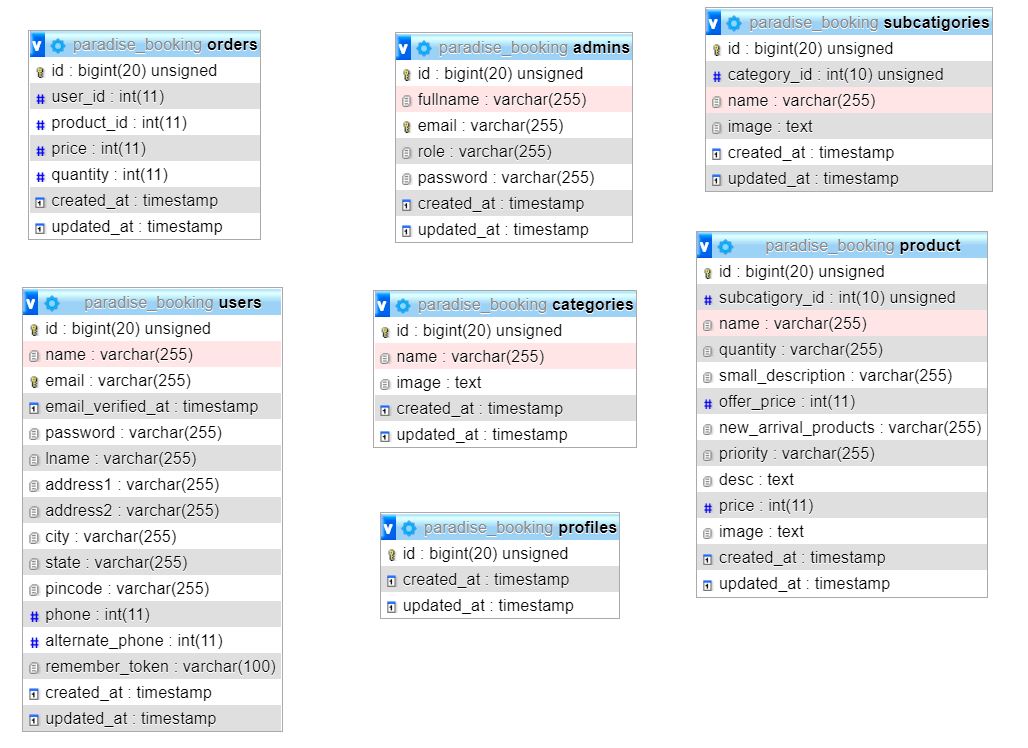 paradise_booking orders
id : bigint(20) unsigned
user_id : int(11)
product_id : int(11)
price : int(11)
quantity : int(11)
created_at : timestamp
updated_at : timestamp
paradise_booking admins
id : bigint(20) unsigned
fullname : varchar(255)
email : varchar(255)
role : varchar(255)
password : varchar(255)
created_at : timestamp
updated_at : timestamp
paradise_booking subcatigories
id : bigint(20) unsigned
category_id : int(10) unsigned
name : varchar(255)
image : text
created_at : timestamp
updated_at : timestamp
paradise_booking users
id : bigint(20) unsigned
name : varchar(255)
email : varchar(255)
email_verified_at : timestamp
password : varchar(255)
lname : varchar(255)
address1 : varchar(255)
address2 : varchar(255)
city : varchar(255)
state : varchar(255)
pincode : varchar(255)
phone : int(11)
alternate_phone : int(11)
remember_token : varchar(100)
created_at : timestamp
updated_at : timestamp
paradise_booking categories
id : bigint(20) unsigned
name : varchar(255)
image : text
created_at : timestamp
updated_at : timestamp
paradise_booking profiles
id : bigint(20) unsigned
created_at : timestamp
updated_at : timestamp
paradise_booking product
id : bigint(20) unsigned
subcatigory_id : int(10) unsigned
name : varchar(255)
quantity : varchar(255)
small_description : varchar(255)
offer_price : int(11)
new_arrival_products : varchar(255)
priority : varchar(255)
desc : text
price : int(11)
image : text
created_at : timestamp
updated_at : timestamp